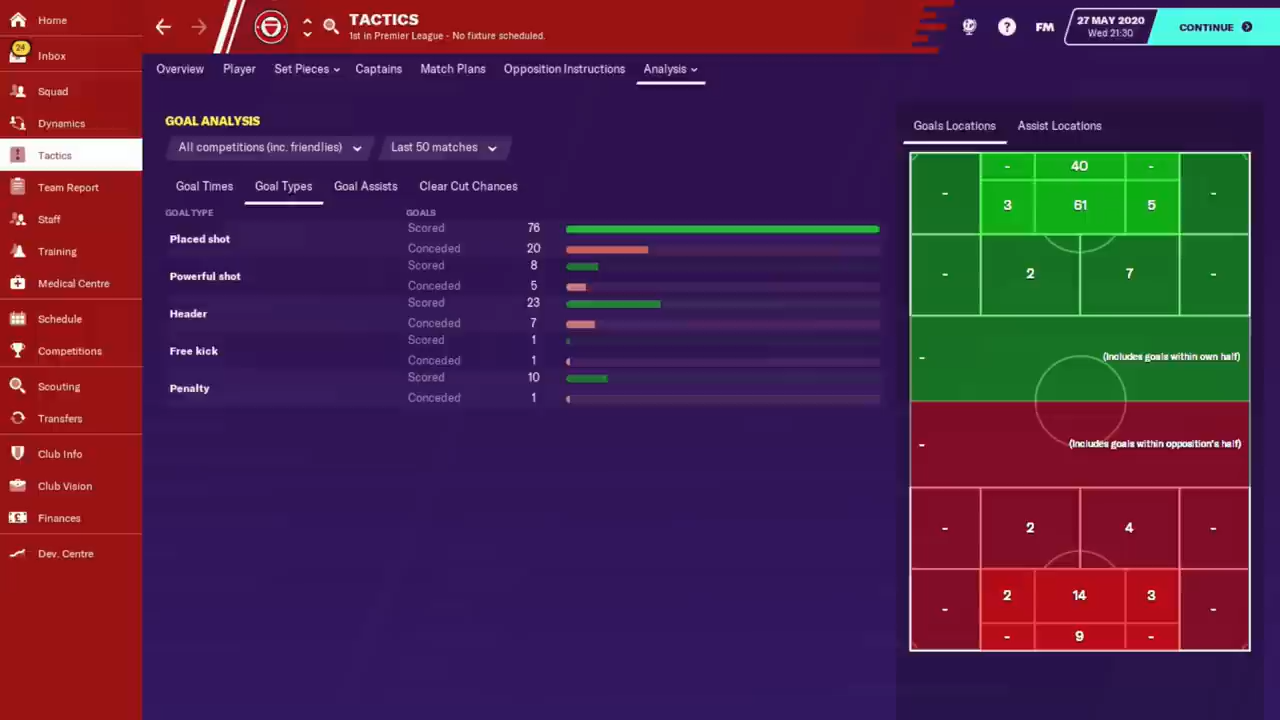 Home
24
Inbox
Squad
Dynamics
Tactics
Team Report
Staff
Training
Medical Centre
Schedule
Competitions
Scouting
Transfers
Club Info
Club Vision
Finances
Dev. Centre
TACTICS
1st in Premier League - No fixture scheduled.
?
FM
27 MAY 2020
Wed 21:30
CONTINUE
Overview Player Set Pieces Captains Match Plans Opposition Instructions Analysis
GOAL ANALYSIS
All competitions (inc. friendlies) Last 50 matches
Goal Times Goal Types Goal Assists Clear Cut Chances
GOAL TYPE GOALS
Placed shot
Scored 76
Conceded 20
Powerful shot
Scored 8
Conceded 5
Header
Scored 23
Conceded 7
Free kick
Scored 1
Conceded 1
Penalty
Scored 10
Conceded 1
Goals Locations Assist Locations
- 40 -
- 3 61 5 -
- 2 7 -
- (Includes goals within own half)
- (Includes goals within opposition's half)
- 2 4 -
- 2 14 3 -
- 9 -